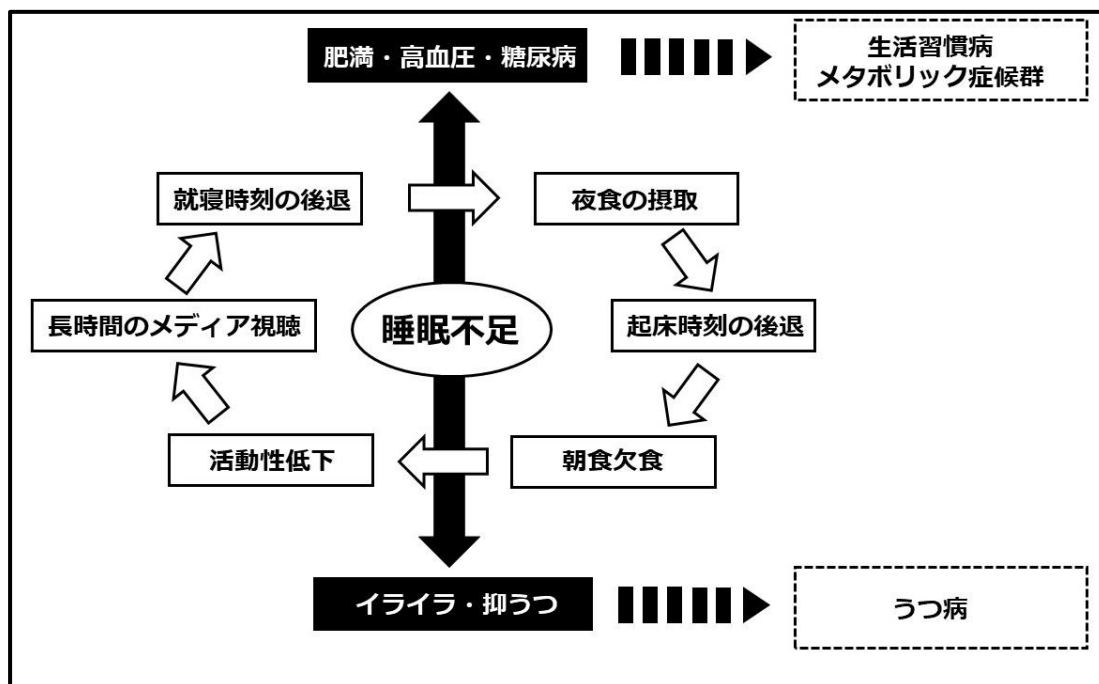 肥満・高血圧・糖尿病
生活習慣病
メタボリック症候群
就寝時刻の後退
夜食の摂取
長時間のメディア視聴
睡眠不足
起床時刻の後退
活動性低下
朝食欠食
イライラ・抑うつ
うつ病